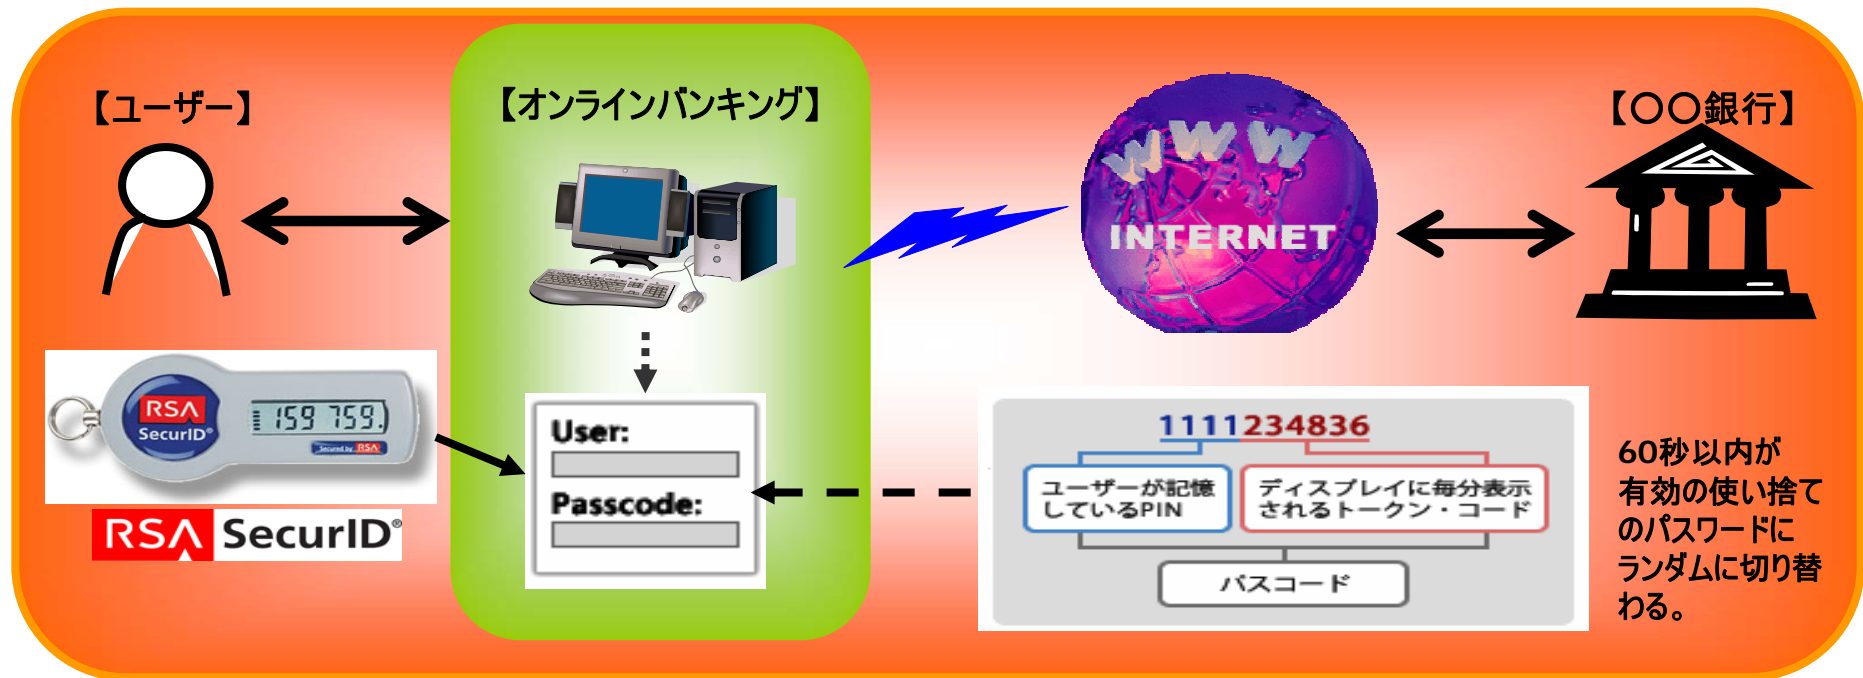 【ユーザー】
【オンラインバンキング】
【〇〇銀行】
WWW
INTERNET
RSA
SecurID®
159 759.
Secured by RSA
RSA SecurID®
User:
Passcode:
1111234836
ユーザーが記憶
しているPIN
ディスプレイに毎分表示
されるトークン・コード
パスコード
60秒以内が
有効の使い捨て
のパスワードに
ランダムに切り替
わる。